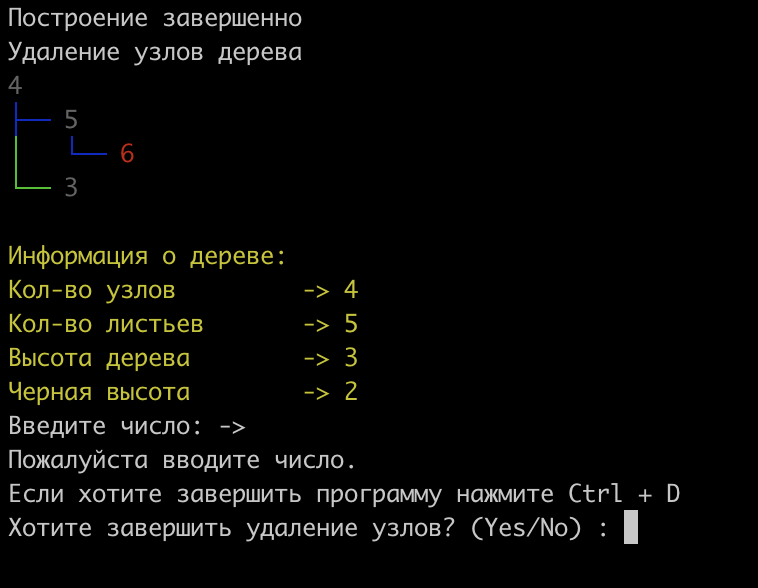 Построение завершенно
Удаление узлов дерева
4
5
6
3
Информация о дереве:
Кол-во узлов -> 4
Кол-во листьев -> 5
Высота дерева -> 3
Черная высота -> 2
Введите число: ->
Пожалуйста вводите число.
Если хотите завершить программу нажмите Ctrl + D
Хотите завершить удаление узлов? (Yes/No) :